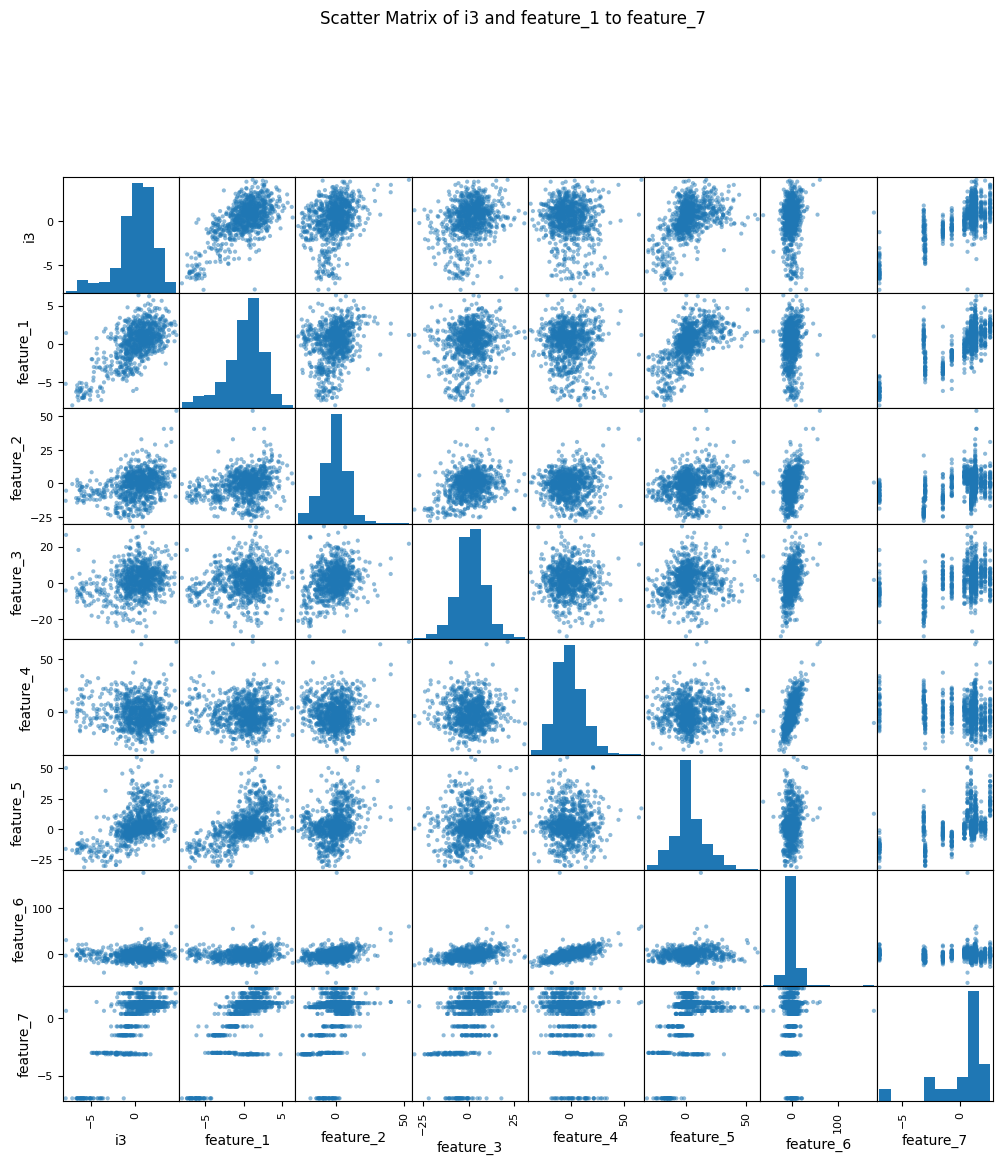 Scatter Matrix of i3 and feature_1 to feature_7
i3
0
−5
feature_1
5
0
−5
feature_2
50
25
0
−25
feature_3
20
0
−20
feature_4
50
0
feature_5
50
25
0
−25
feature_6
100
0
feature_7
0
−5
−5 0
−5 0 5
0 50
−25 0 25
0 50
0 50
0 100
−5 0
i3 feature_1 feature_2 feature_3 feature_4 feature_5 feature_6 feature_7